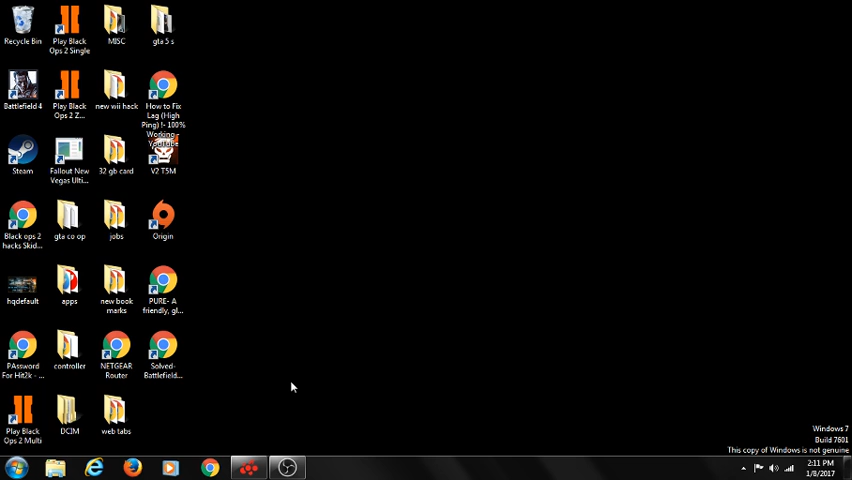 Recycle Bin
Play Black
Ops 2 Single
MISC
gta 5 s
Battlefield 4
Play Black
Ops 2 Z...
new wii hack
How to Fix
Lag (High
Ping) !- 100%
Working -
YouTube
Steam
Fallout New
Vegas Ulti...
32 gb card
V2 T5M
Black ops 2
hacks Skid...
gta co op
jobs
Origin
hqdefault
apps
new book
marks
PURE- A
friendly, gl...
PAssword
For Hit2k - ...
controller
NETGEAR
Router
Solved-
Battlefield...
Play Black
Ops 2 Multi
DCIM
web tabs
Windows 7
Build 7601
This copy of Windows is not genuine
2:11 PM
1/8/2017